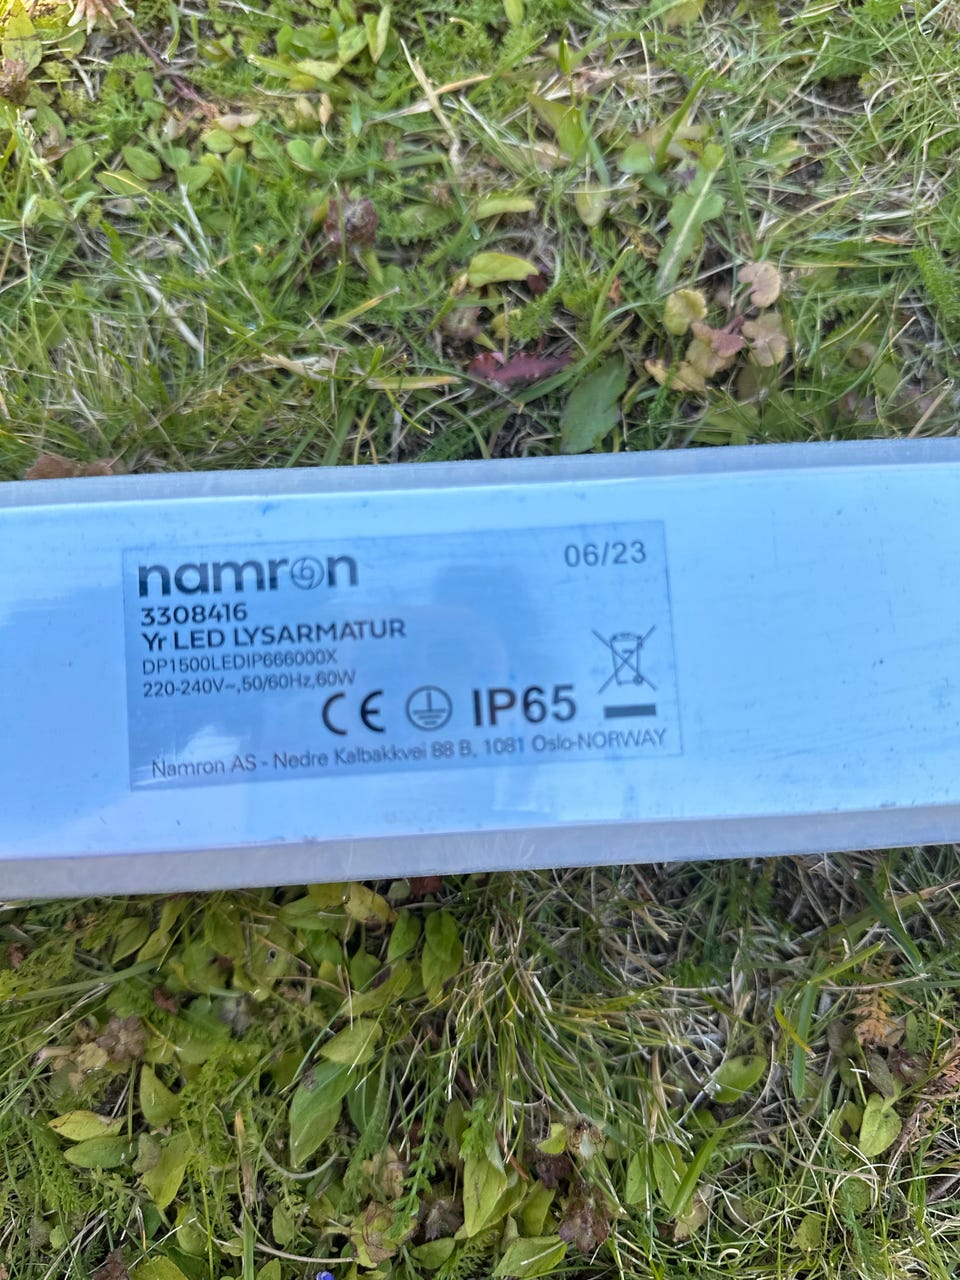 namron
06/23
3308416
Yr LED LYSARMATUR
DP1500LEDIP666000X
220-240V~,50/60Hz,60W
CE IP65
Namron AS - Nedre Kalbakkvei 88 B, 1081 Oslo-NORWAY